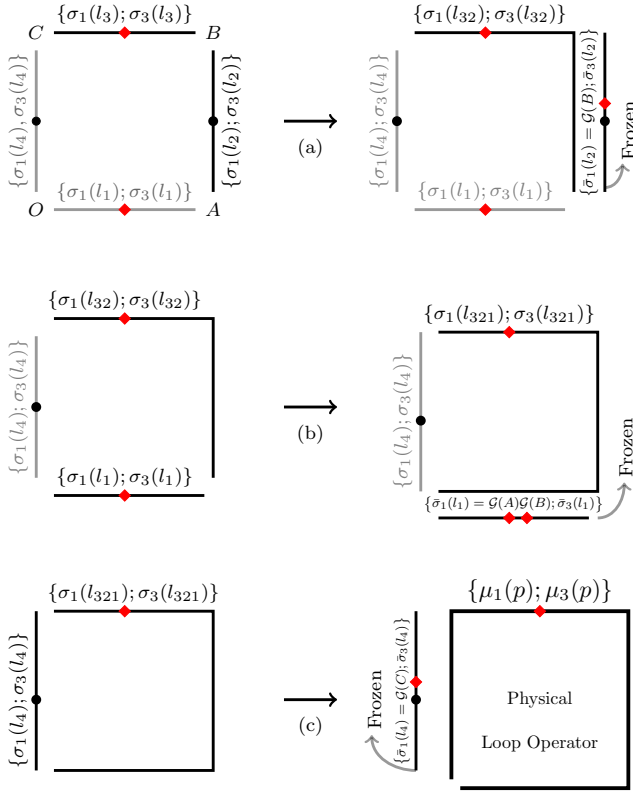 {σ₁(l₃); σ₃(l₃)}
{σ₁(l₃₂); σ₃(l₃₂)}
C
B
{σ₁(l₄), σ₃(l₄)}
{σ₁(l₂); σ₃(l₂)}
(a)
{σ₁(l₄); σ₃(l₄)}
{σ̄₁(l₂) = 𝒢(B); σ̄₃(l₂)}
Frozen
{σ₁(l₁); σ₃(l₁)}
{σ₁(l₁); σ₃(l₁)}
O
A
{σ₁(l₃₂); σ₃(l₃₂)}
{σ₁(l₃₂₁); σ₃(l₃₂₁)}
{σ₁(l₄); σ₃(l₄)}
(b)
{σ₁(l₄); σ₃(l₄)}
Frozen
{σ₁(l₁); σ₃(l₁)}
{σ̄₁(l₁) = 𝒢(A)𝒢(B); σ̄₃(l₁)}
{σ₁(l₃₂₁); σ₃(l₃₂₁)}
{μ₁(p); μ₃(p)}
{σ₁(l₄); σ₃(l₄)}
(c)
Frozen
{σ̄₁(l₄) = 𝒢(C); σ̄₃(l₄)}
Physical
Loop Operator